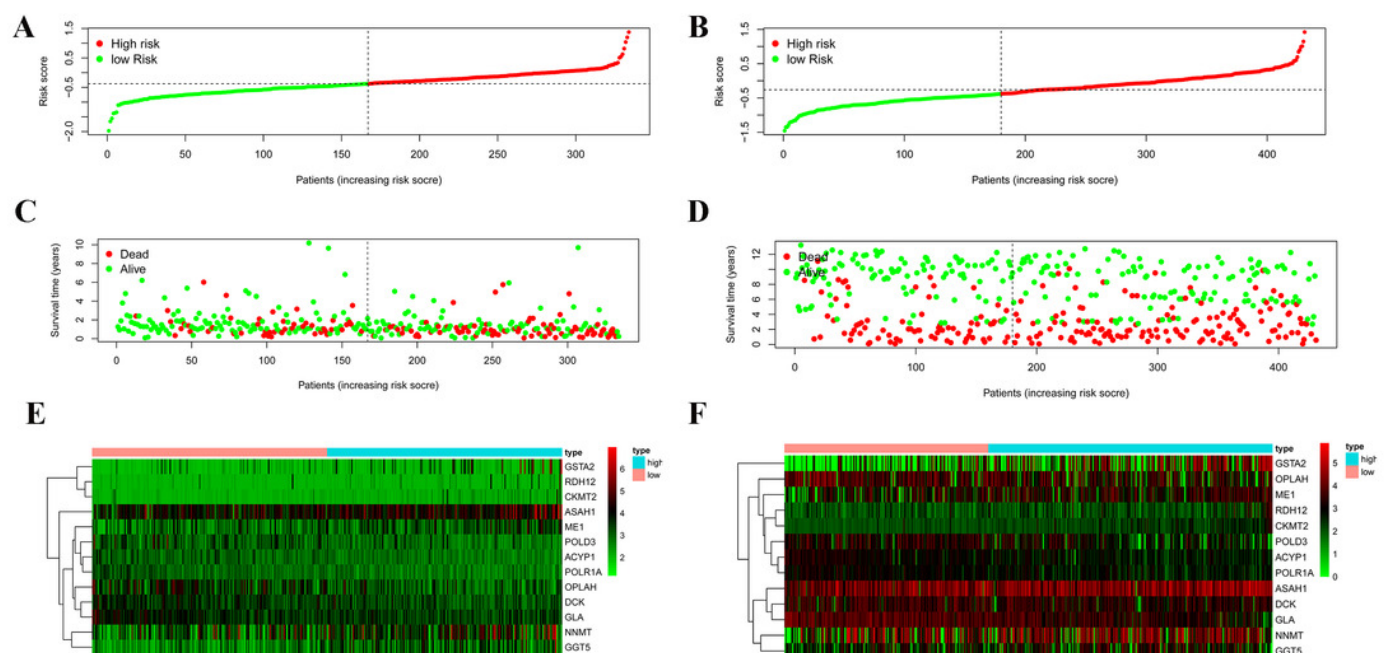 A
Risk score
1.5
0.5
−0.5
−2.0
High risk
low Risk
0
50
100
150
200
250
300
Patients (increasing risk socre)
B
Risk score
1.5
0.5
−0.5
−1.5
High risk
low Risk
0
100
200
300
400
Patients (increasing risk socre)
C
Survival time (years)
10
8
6
4
2
0
Dead
Alive
0
50
100
150
200
250
300
Patients (increasing risk socre)
D
Survival time (years)
12
8
6
4
2
0
Dead
Alive
0
100
200
300
400
Patients (increasing risk socre)
E
type
GSTA2
RDH12
CKMT2
ASAH1
ME1
POLD3
ACYP1
POLR1A
OPLAH
DCK
GLA
NNMT
GGT5
type
high
low
6
5
4
3
2
F
type
GSTA2
OPLAH
ME1
RDH12
CKMT2
POLD3
ACYP1
POLR1A
ASAH1
DCK
GLA
NNMT
GGT5
type
high
low
5
4
3
2
1
0